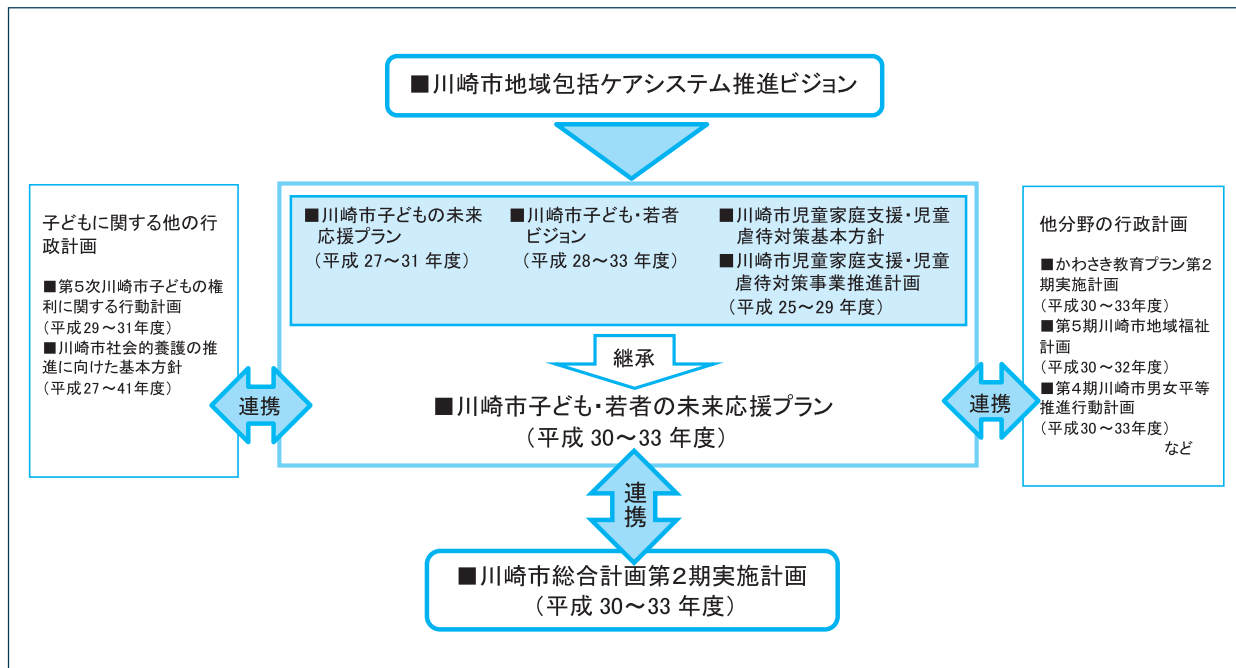 ■川崎市地域包括ケアシステム推進ビジョン
子どもに関する他の行
政計画
■第5次川崎市子どもの権
利に関する行動計画
(平成29～31年度)
■川崎市社会的養護の推
進に向けた基本方針
(平成27～41年度)
連携
■川崎市子どもの未来
応援プラン
(平成 27～31 年度)
■川崎市子ども・若者
ビジョン
(平成 28～33 年度)
■川崎市児童家庭支援・児童
虐待対策基本方針
■川崎市児童家庭支援・児童
虐待対策事業推進計画
(平成 25～29 年度)
継承
■川崎市子ども・若者の未来応援プラン
(平成 30～33 年度)
連携
他分野の行政計画
■かわさき教育プラン第2
期実施計画
(平成30～33年度)
■第5期川崎市地域福祉
計画
(平成30～32年度)
■第4期川崎市男女平等
推進行動計画
(平成30～33年度)
など
連携
■川崎市総合計画第2期実施計画
(平成 30～33 年度)